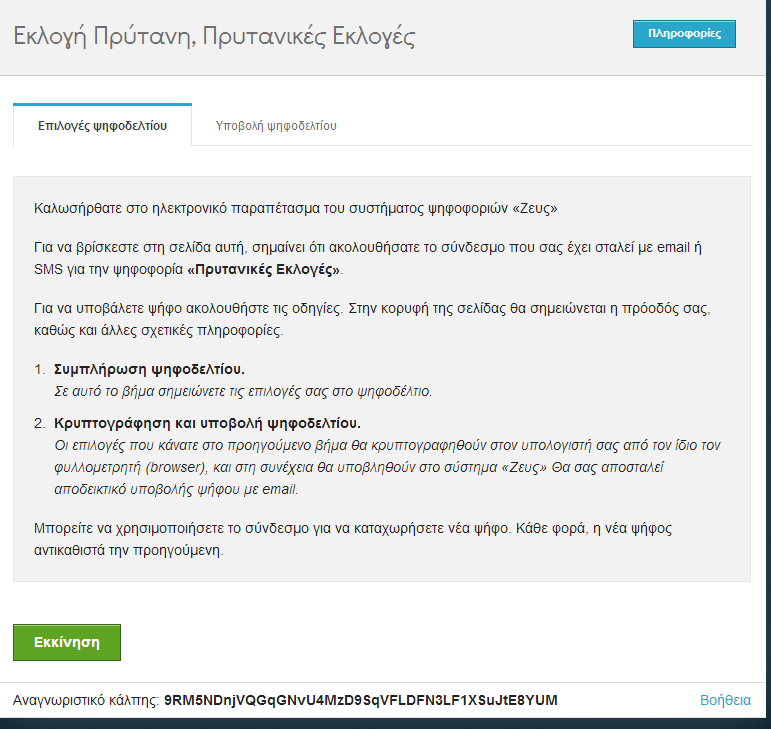 Εκλογή Πρύτανη, Πρυτανικές Εκλογές
Πληροφορίες
Επιλογές ψηφοδελτίου
Υποβολή ψηφοδελτίου
Καλωσήρθατε στο ηλεκτρονικό παραπέτασμα του συστήματος ψηφοφοριών «Ζευς»
Για να βρίσκεστε στη σελίδα αυτή, σημαίνει ότι ακολουθήσατε το σύνδεσμο που σας έχει σταλεί με email ή
SMS για την ψηφοφορία «Πρυτανικές Εκλογές».
Για να υποβάλετε ψήφο ακολουθήστε τις οδηγίες. Στην κορυφή της σελίδας θα σημειώνεται η πρόοδός σας,
καθώς και άλλες σχετικές πληροφορίες.
1. Συμπλήρωση ψηφοδελτίου.
Σε αυτό το βήμα σημειώνετε τις επιλογές σας στο ψηφοδέλτιο.
2. Κρυπτογράφηση και υποβολή ψηφοδελτίου.
Οι επιλογές που κάνατε στο προηγούμενο βήμα θα κρυπτογραφηθούν στον υπολογιστή σας από τον ίδιο τον
φυλλομετρητή (browser), και στη συνέχεια θα υποβληθούν στο σύστημα «Ζευς» Θα σας αποσταλεί
αποδεικτικό υποβολής ψήφου με email.
Μπορείτε να χρησιμοποιήσετε το σύνδεσμο για να καταχωρήσετε νέα ψήφο. Κάθε φορά, η νέα ψήφος
αντικαθιστά την προηγούμενη.
Εκκίνηση
Αναγνωριστικό κάλπης: 9RM5NDnjVQGqGNvU4MzD9SqVFLDFN3LF1XSuJtE8YUM
Βοήθεια